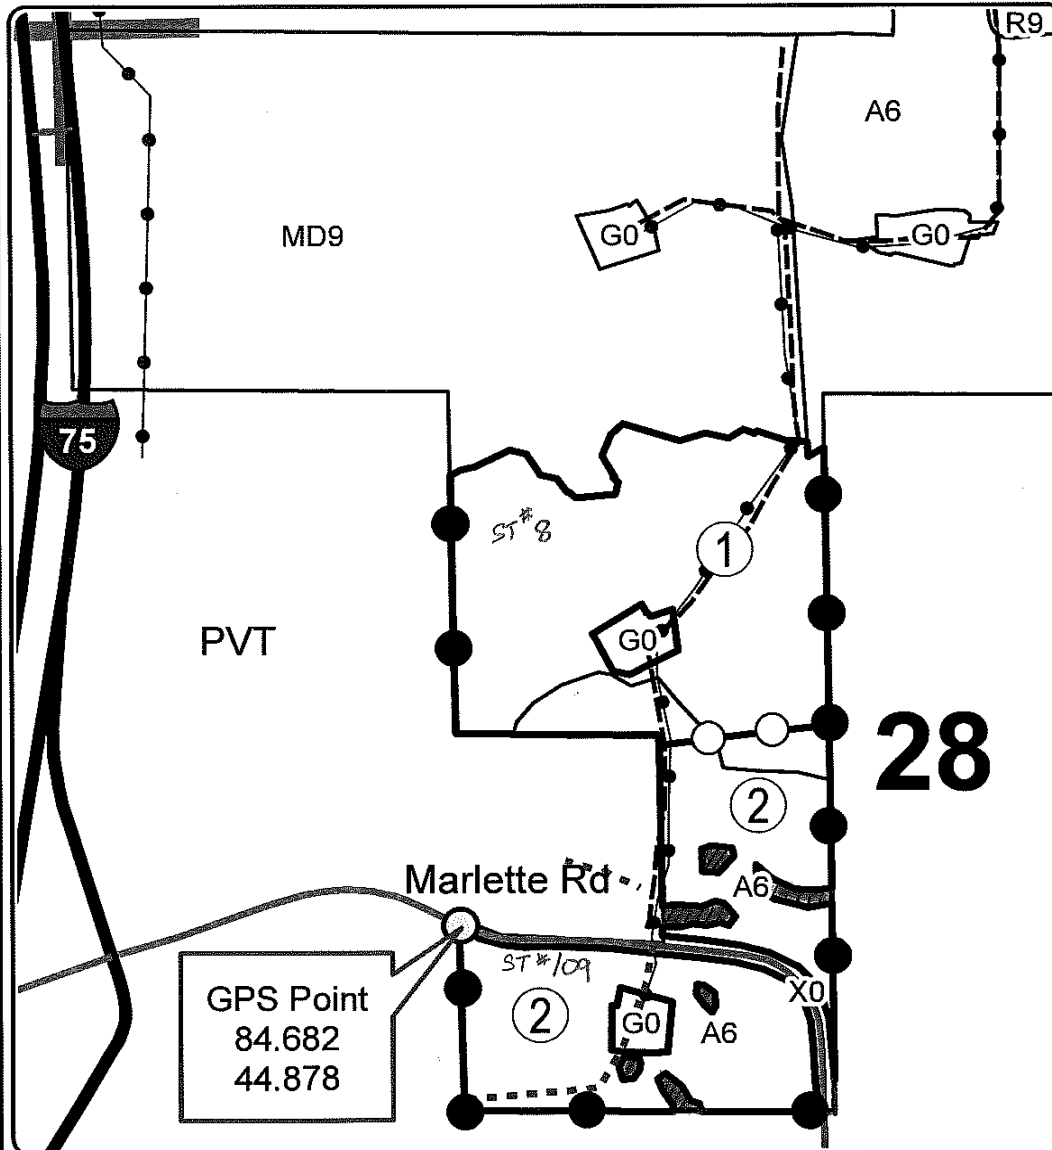 R9
A6
MD9
G0
G0
75
ST#8
1
PVT
G0
28
2
Marlette Rd
A6
ST#109
X0
GPS Point
84.682
44.878
2
G0
A6